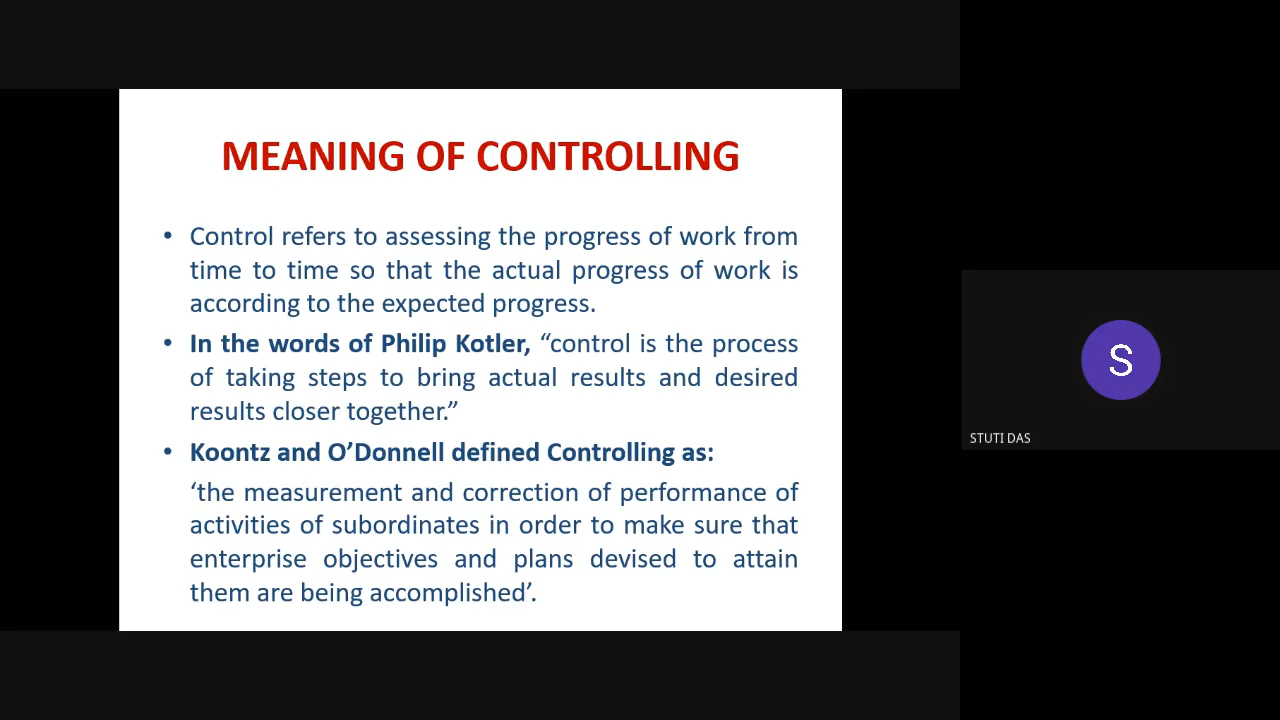 MEANING OF CONTROLLING
• Control refers to assessing the progress of work from
time to time so that the actual progress of work is
according to the expected progress.
• In the words of Philip Kotler, “control is the process
of taking steps to bring actual results and desired
results closer together.”
• Koontz and O’Donnell defined Controlling as:
‘the measurement and correction of performance of
activities of subordinates in order to make sure that
enterprise objectives and plans devised to attain
them are being accomplished’.
S
STUTI DAS